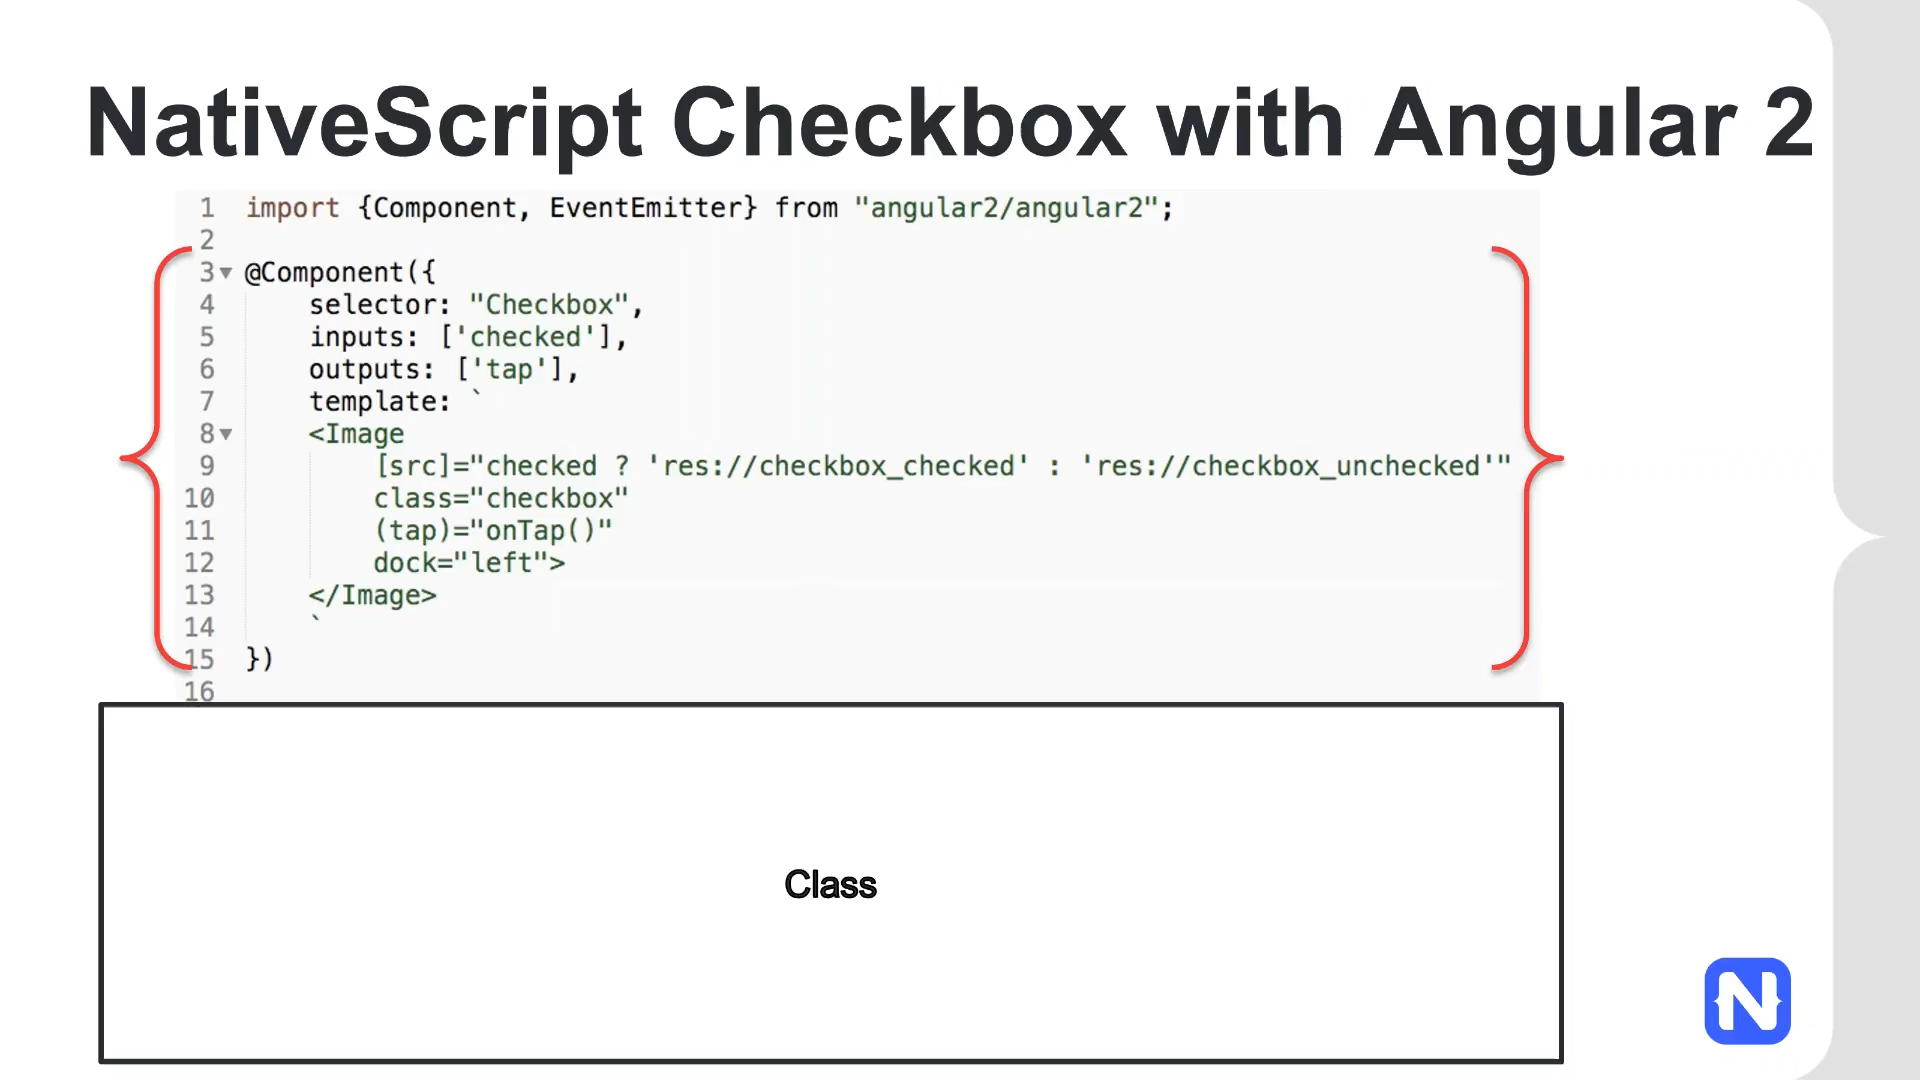 NativeScript Checkbox with Angular 2
1 import {Component, EventEmitter} from "angular2/angular2";
2
3 @Component({
4 selector: "Checkbox",
5 inputs: ['checked'],
6 outputs: ['tap'],
7 template: `
8 <Image
9 [src]="checked ? 'res://checkbox_checked' : 'res://checkbox_unchecked'"
10 class="checkbox"
11 (tap)="onTap()"
12 dock="left">
13 </Image>
14 `
15 })
16
Class
N